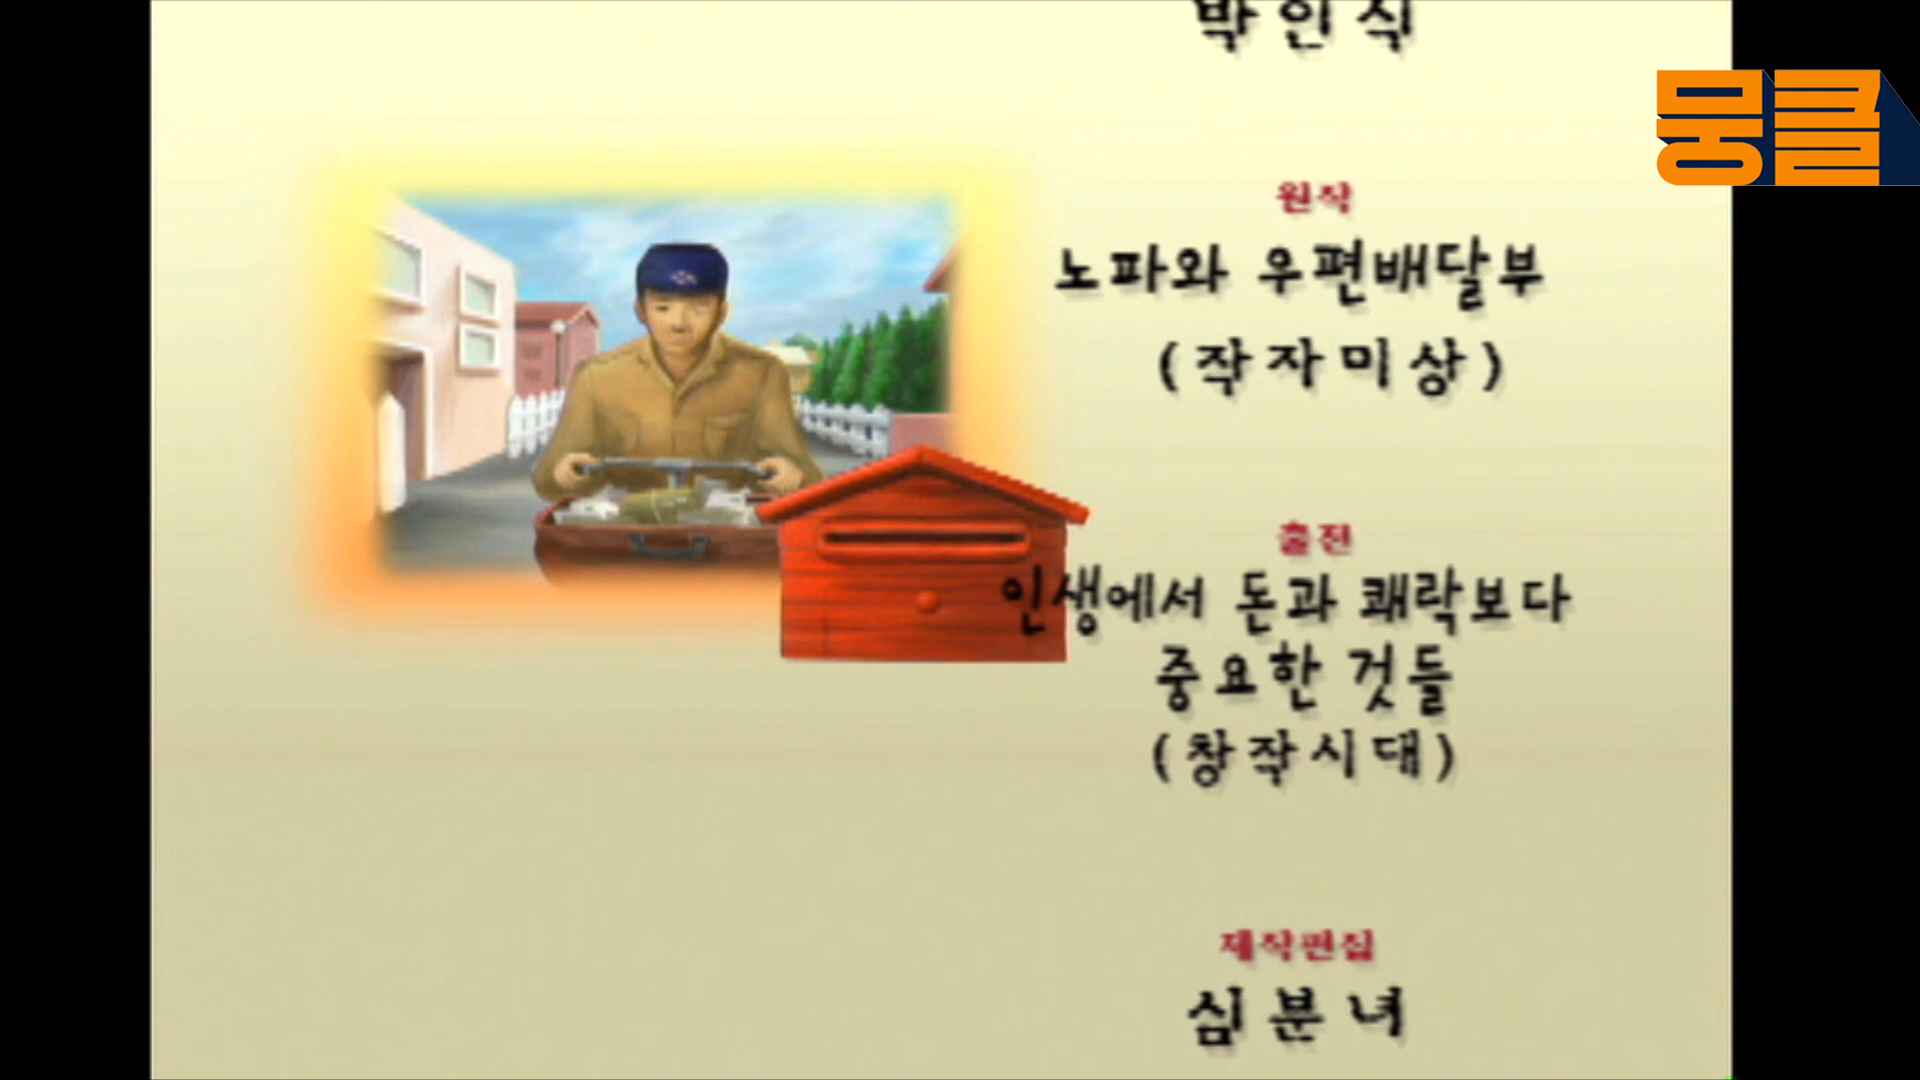 박인식
뭉클
원작
노파와 우편배달부
(작자미상)
출전
인생에서 돈과 쾌락보다
중요한 것들
(창작시대)
제작편집
심분녀